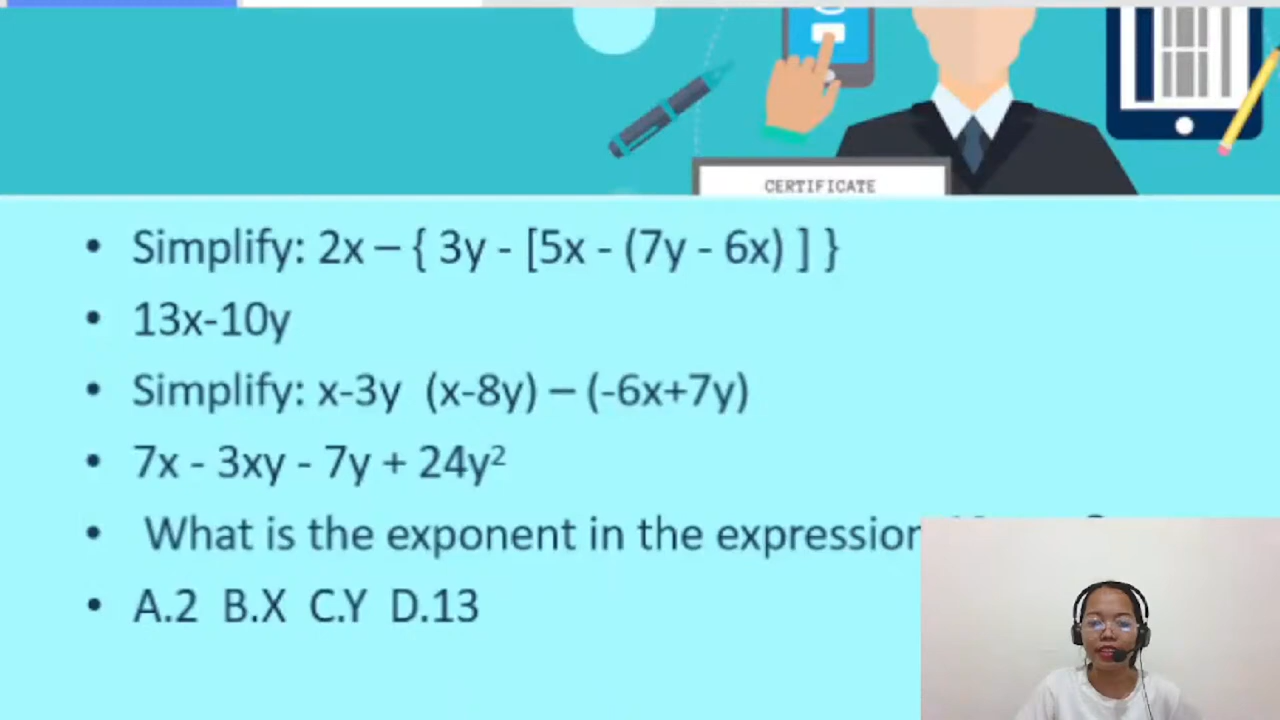 CERTIFICATE
• Simplify: 2x – { 3y - [5x - (7y - 6x) ] }
• 13x-10y
• Simplify: x-3y (x-8y) – (-6x+7y)
• 7x - 3xy - 7y + 24y²
• What is the exponent in the expression
• A.2 B.X C.Y D.13